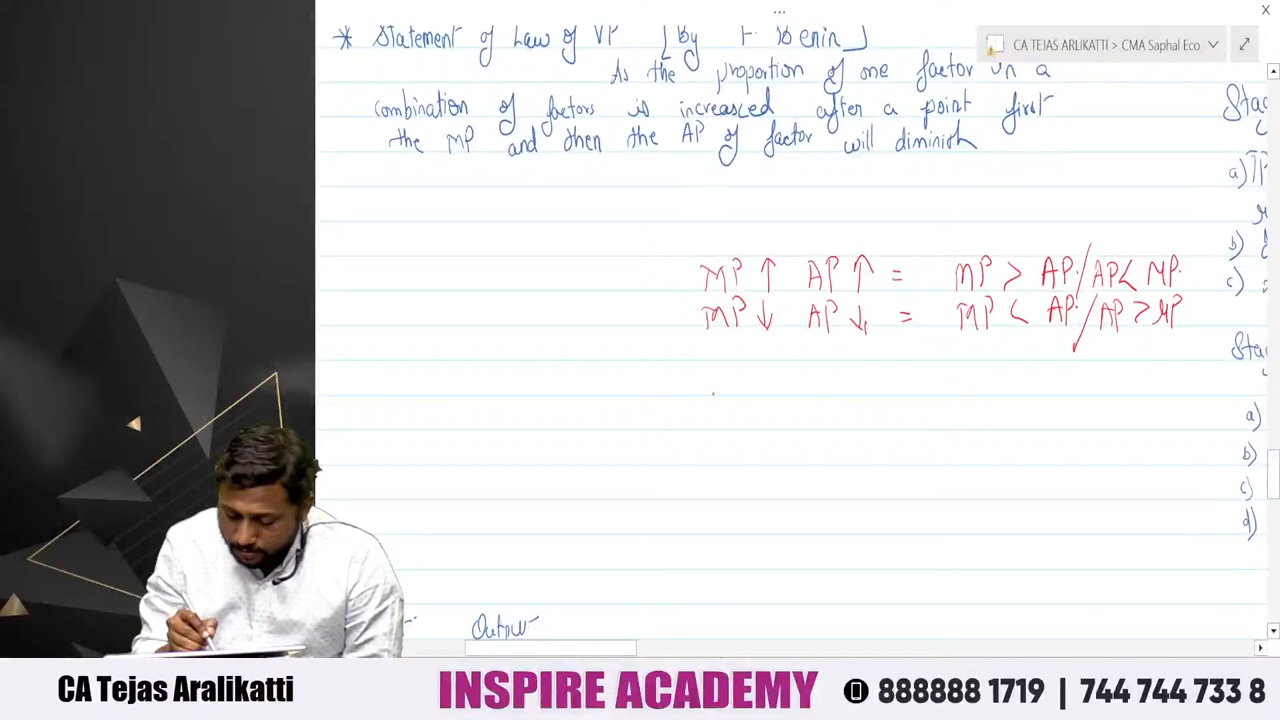 ...
CA TEJAS ARLIKATTI > CMA Saphal Eco
* Statement of Law of VP [By F. Benin]
As the proportion of one factor in a
combination of factors is increased after a point first
the MP and then the AP of factor will diminish
MP ↑ AP ↑ = MP > AP / AP < MP
MP ↓ AP ↓ = MP < AP / AP > MP
Stag
a) TP
b)
c)
Sta
a)
b)
c)
d)
Output
CA Tejas Aralikatti
INSPIRE ACADEMY
888888 1719 | 744 744 733 8